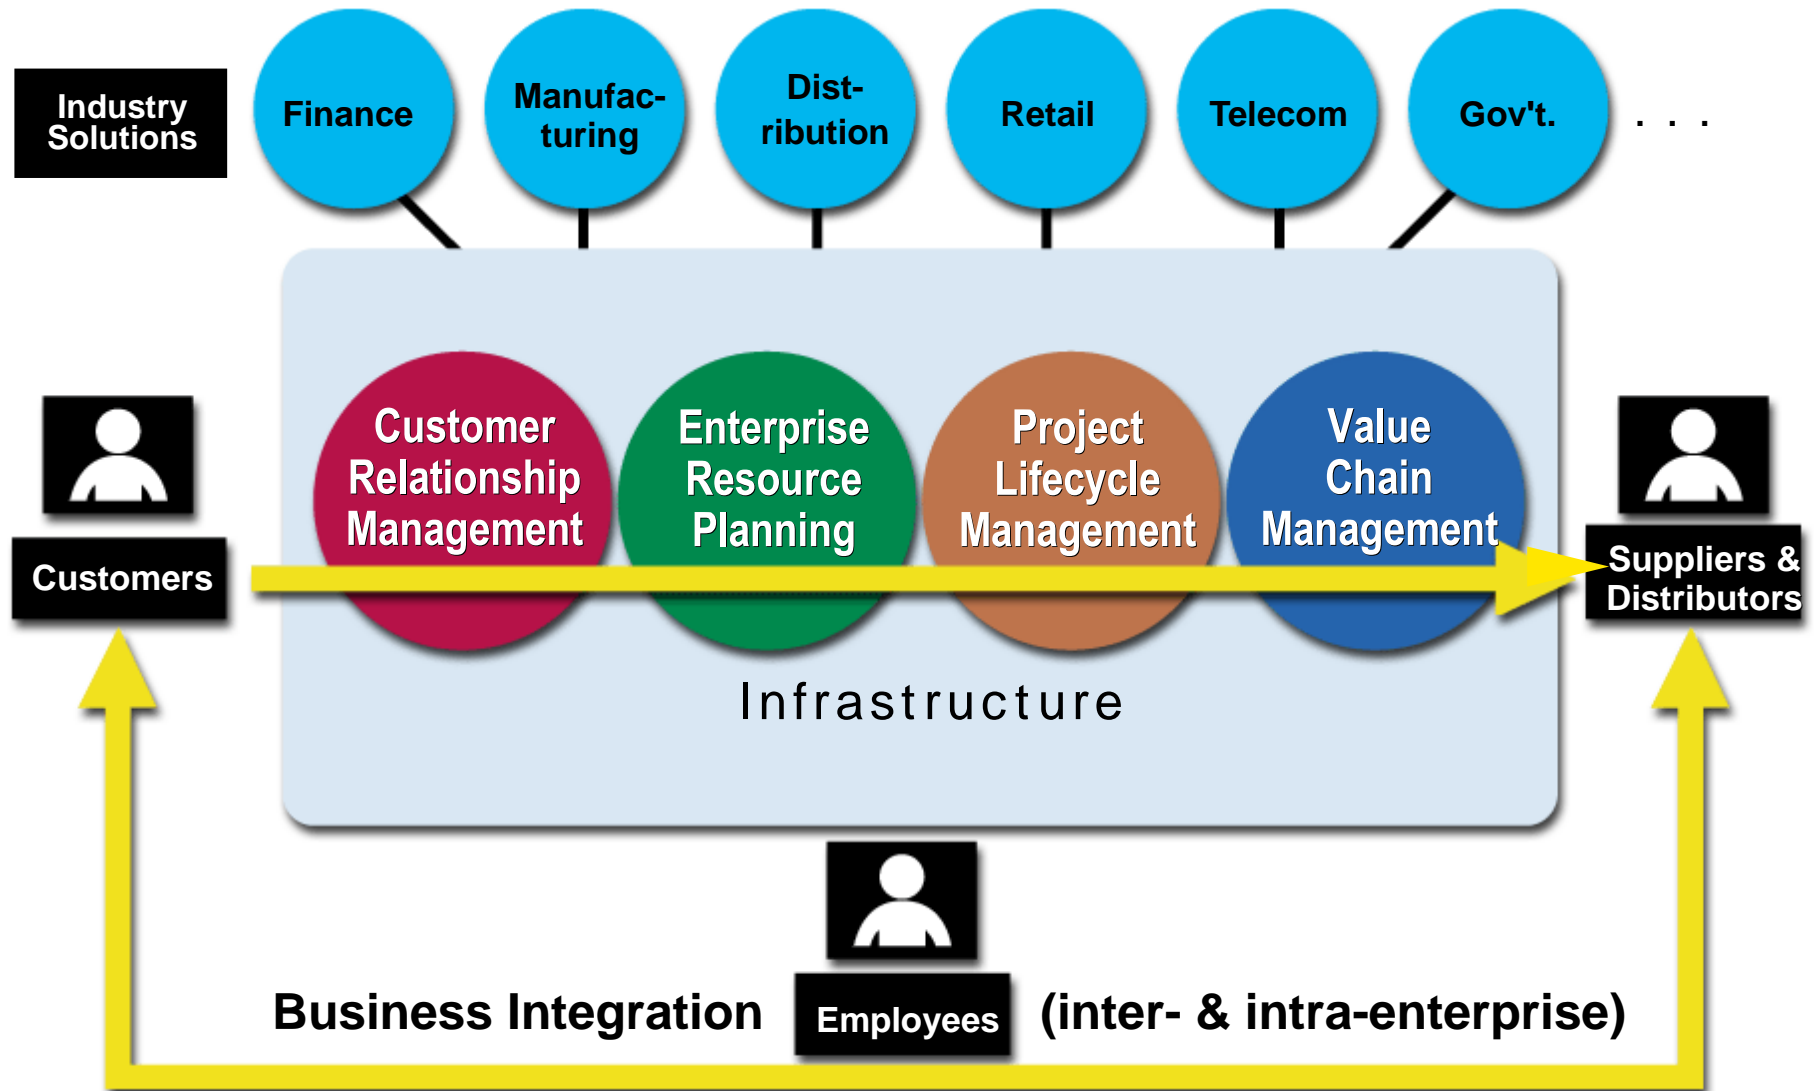 Industry
Solutions
Finance
Manufac-
turing
Dist-
ribution
Retail
Telecom
Gov't.
. . .
Customer
Relationship
Management
Enterprise
Resource
Planning
Project
Lifecycle
Management
Value
Chain
Management
Customers
Suppliers &
Distributors
Infrastructure
Business Integration
Employees
(inter- & intra-enterprise)